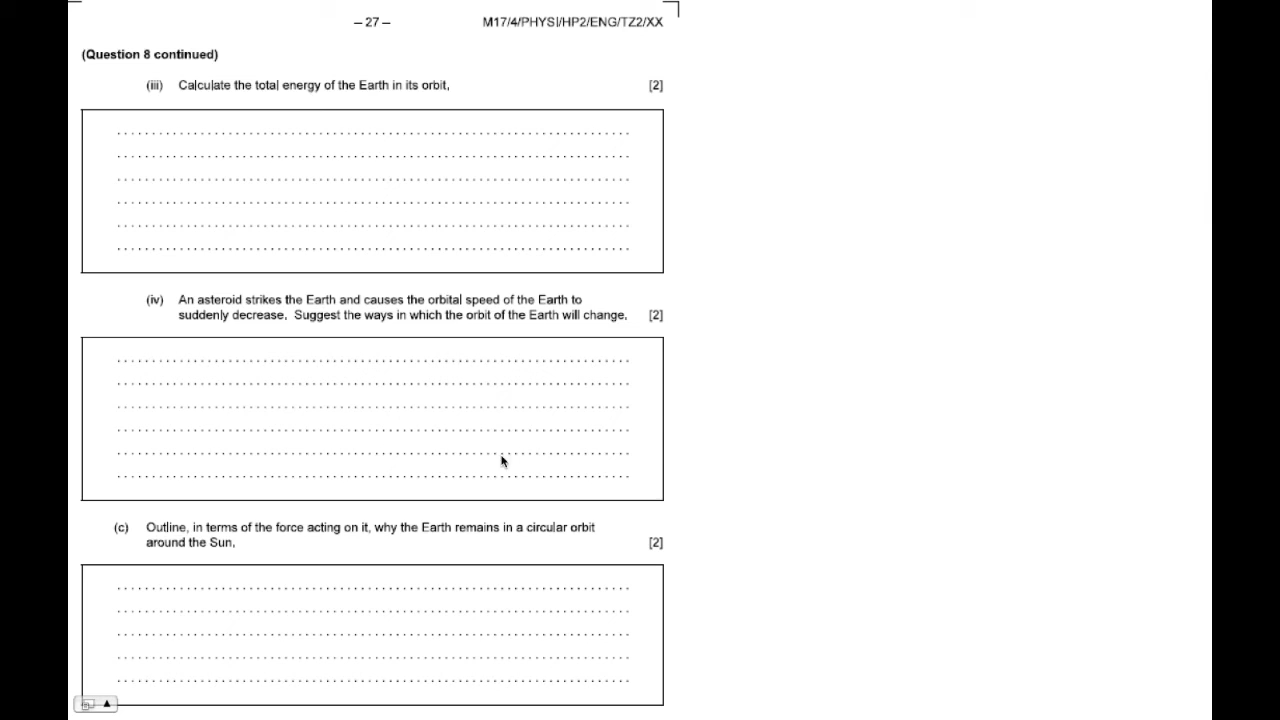 – 27 –
M17/4/PHYSI/HP2/ENG/TZ2/XX
(Question 8 continued)
(iii) Calculate the total energy of the Earth in its orbit. [2]
(iv) An asteroid strikes the Earth and causes the orbital speed of the Earth to
suddenly decrease. Suggest the ways in which the orbit of the Earth will change. [2]
(c) Outline, in terms of the force acting on it, why the Earth remains in a circular orbit
around the Sun. [2]